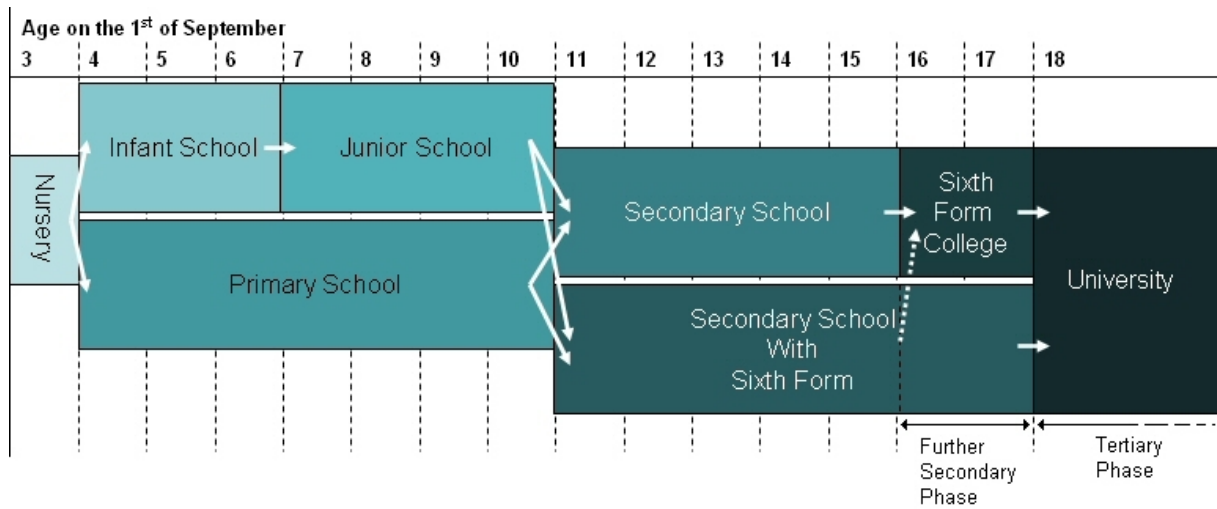 Age on the 1st of September
3 4 5 6 7 8 9 10 11 12 13 14 15 16 17 18
Infant School
Junior School
Nursery
Primary School
Secondary School
Sixth
Form
College
Secondary School
With
Sixth Form
University
Further
Secondary
Phase
Tertiary
Phase